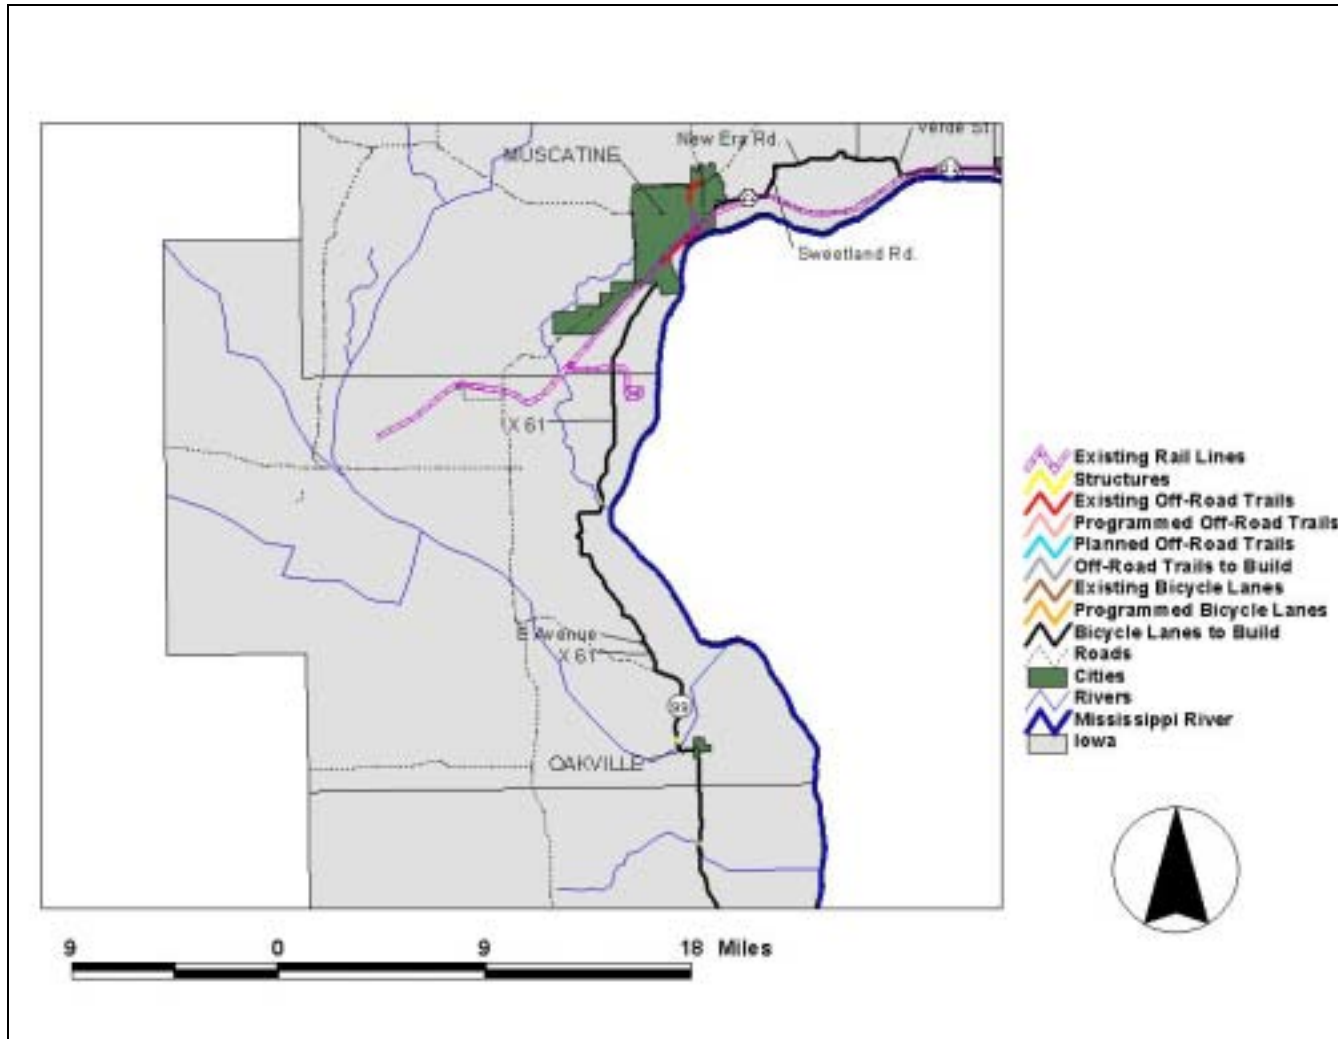 Verde St.
New Era Rd.
MUSCATINE
Sweetland Rd.
X 61
E Avenue
X 61
99
OAKVILLE
Existing Rail Lines
Structures
Existing Off-Road Trails
Programmed Off-Road Trails
Planned Off-Road Trails
Off-Road Trails to Build
Existing Bicycle Lanes
Programmed Bicycle Lanes
Bicycle Lanes to Build
Roads
Cities
Rivers
Mississippi River
Iowa
9 0 9 18 Miles